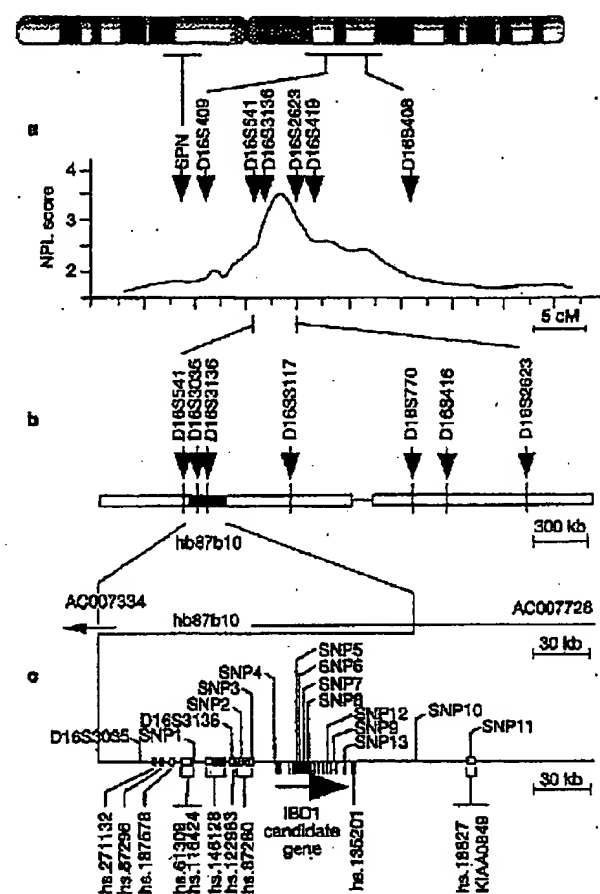 a
SPN
D16S409
D16S541
D16S3136
D16S2623
D16S419
D16S408
NPL score
4
3
2
5 cM
b
D16S541
D16S3036
D16S3136
D16S3117
D16S770
D16S416
D16S2623
hb87b10
300 kb
AC007334
hb87b10
AC007728
30 kb
c
SNP5
SNP6
SNP7
SNP8
SNP4
SNP3
SNP2
D16S3136
D16S3035
SNP1
SNP12
SNP9
SNP13
SNP10
SNP11
30 kb
IBD1
candidate
gene
hs.271132
hs.87296
hs.187578
hs.61309
hs.116424
hs.146128
hs.122983
hs.87280
hs.135201
hs.18827
KIAA0849